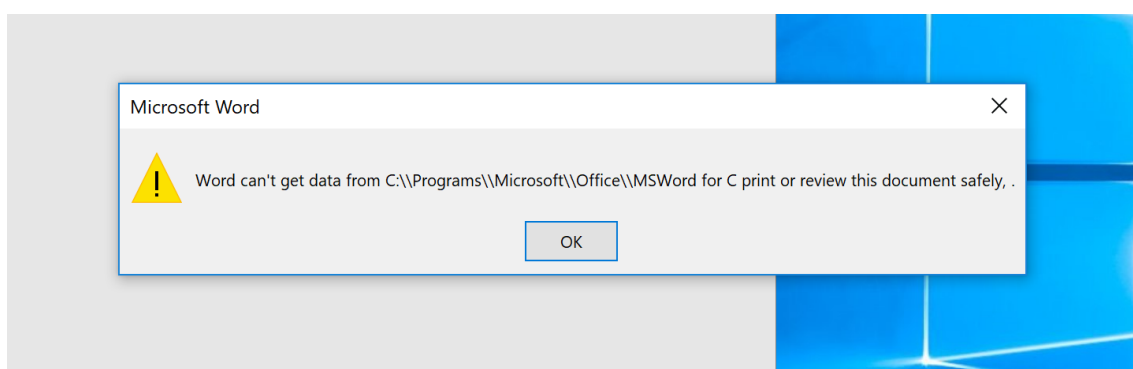 Microsoft Word
Word can't get data from C:\\Programs\\Microsoft\\Office\\MSWord for C print or review this document safely, .
OK